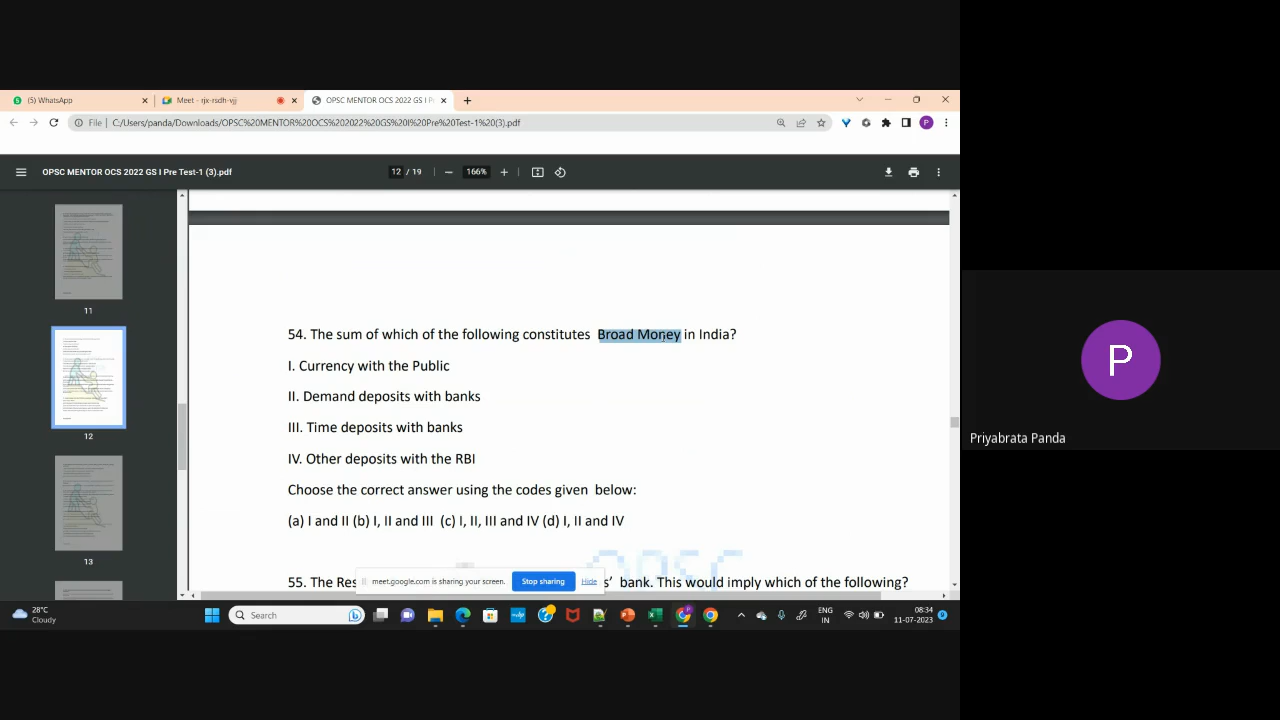 (5) WhatsApp
Meet - rjx-rsdh-vjj
OPSC MENTOR OCS 2022 GS I P
File
C:/Users/panda/Downloads/OPSC%20MENTOR%20OCS%202022%20GS%20I%20Pre%20Test-1%20(3).pdf
OPSC MENTOR OCS 2022 GS I Pre Test-1 (3).pdf
12 / 19
166%
11
12
13
54. The sum of which of the following constitutes Broad Money in India?
I. Currency with the Public
II. Demand deposits with banks
III. Time deposits with banks
IV. Other deposits with the RBI
Choose the correct answer using the codes given below:
(a) I and II (b) I, II and III (c) I, II, III and IV (d) I, II and IV
OPSC
55. The Res
s' bank. This would imply which of the following?
meet.google.com is sharing your screen.
Stop sharing
Hide
P
Priyabrata Panda
28°C
Cloudy
Search
ENG
IN
08:34
11-07-2023